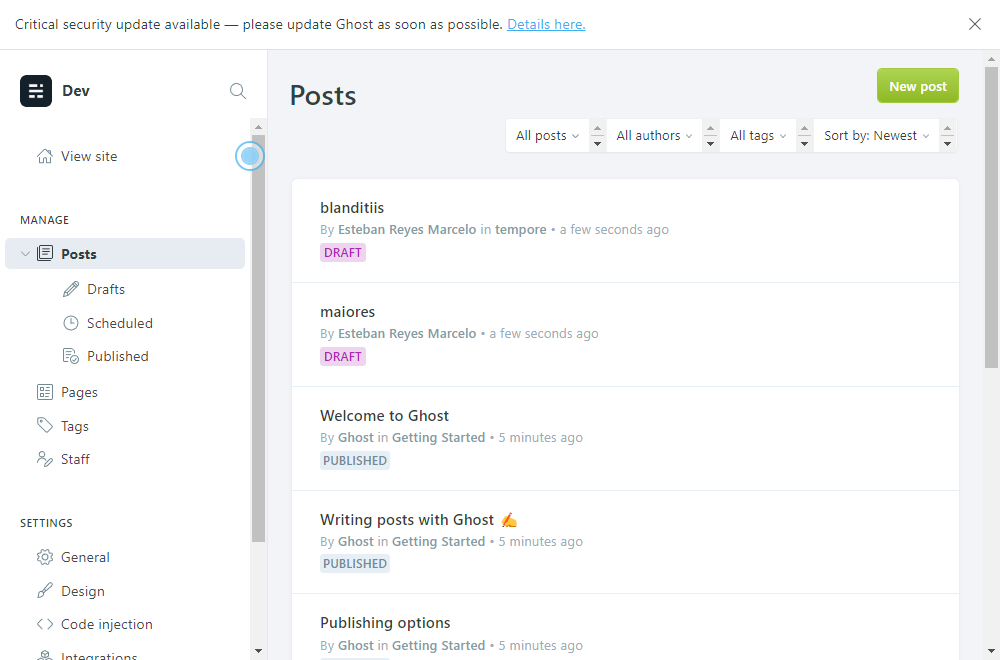 Critical security update available — please update Ghost as soon as possible. Details here.
Dev
View site
MANAGE
Posts
Drafts
Scheduled
Published
Pages
Tags
Staff
SETTINGS
General
Design
Code injection
Integrations
Posts
New post
All posts
All authors
All tags
Sort by: Newest
blanditiis
By Esteban Reyes Marcelo in tempore • a few seconds ago
DRAFT
maiores
By Esteban Reyes Marcelo • a few seconds ago
DRAFT
Welcome to Ghost
By Ghost in Getting Started • 5 minutes ago
PUBLISHED
Writing posts with Ghost ✍️
By Ghost in Getting Started • 5 minutes ago
PUBLISHED
Publishing options
By Ghost in Getting Started • 5 minutes ago